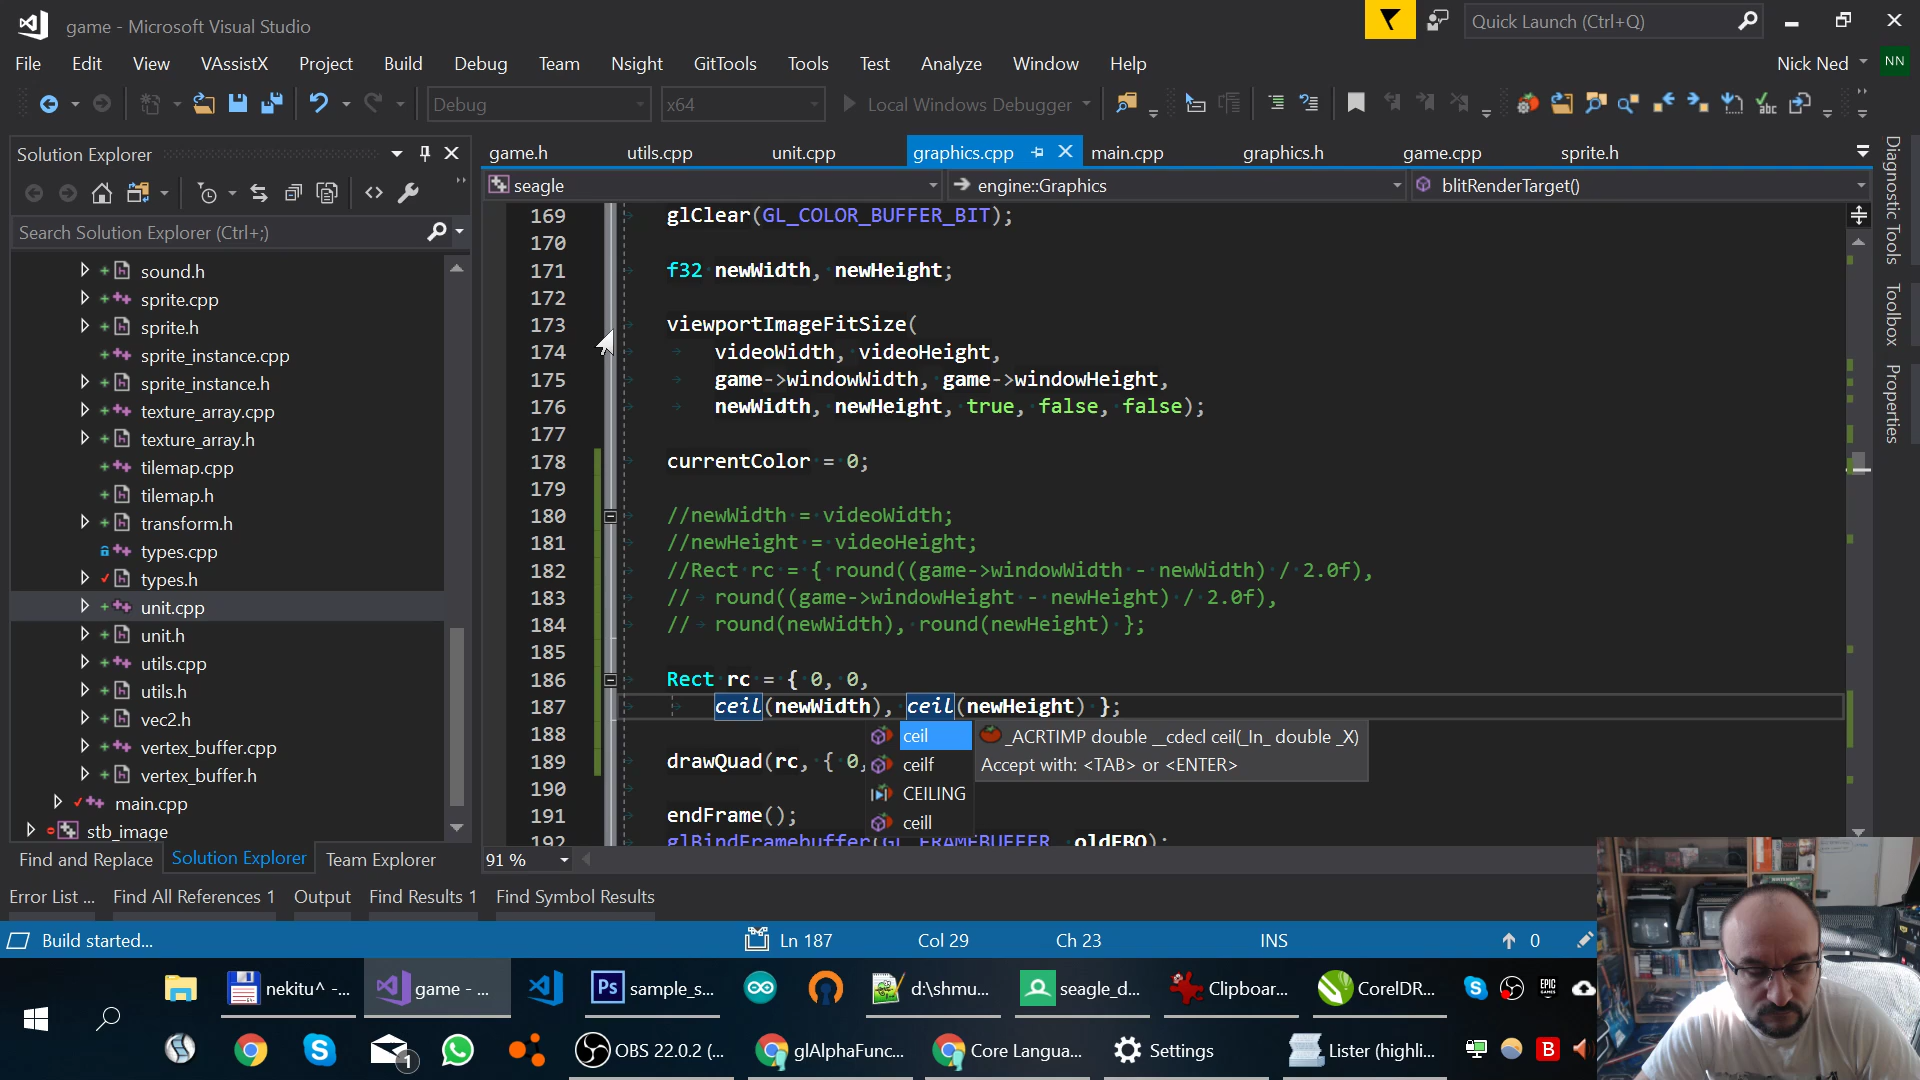 game - Microsoft Visual Studio
Quick Launch (Ctrl+Q)
File Edit View VAssistX Project Build Debug Team Nsight GitTools Tools Test Analyze Window Help
Nick Ned NN
Debug x64 Local Windows Debugger
Solution Explorer
game.h utils.cpp unit.cpp graphics.cpp main.cpp graphics.h game.cpp sprite.h
seagle engine::Graphics blitRenderTarget()
Search Solution Explorer (Ctrl+;)
sound.h
sprite.cpp
sprite.h
sprite_instance.cpp
sprite_instance.h
texture_array.cpp
texture_array.h
tilemap.cpp
tilemap.h
transform.h
types.cpp
types.h
unit.cpp
unit.h
utils.cpp
utils.h
vec2.h
vertex_buffer.cpp
vertex_buffer.h
main.cpp
stb_image
169 glClear(GL_COLOR_BUFFER_BIT);
170
171 f32 newWidth, newHeight;
172
173 viewportImageFitSize(
174 videoWidth, videoHeight,
175 game->windowWidth, game->windowHeight,
176 newWidth, newHeight, true, false, false);
177
178 currentColor = 0;
179
180 //newWidth = videoWidth;
181 //newHeight = videoHeight;
182 //Rect rc = { round((game->windowWidth - newWidth) / 2.0f),
183 // round((game->windowHeight - newHeight) / 2.0f),
184 // round(newWidth), round(newHeight) };
185
186 Rect rc = { 0, 0,
187 ceil(newWidth), ceil(newHeight) };
188
189 drawQuad(rc, { 0,
190
191 endFrame();
192 glBindFramebuffer(GL_FRAMEBUFFER, oldFBO);
ceil
ceilf
CEILING
ceill
_ACRTIMP double __cdecl ceil(_In_ double _X)
Accept with: <TAB> or <ENTER>
Diagnostic Tools
Toolbox
Properties
Find and Replace Solution Explorer Team Explorer
91 %
Error List ... Find All References 1 Output Find Results 1 Find Symbol Results
Build started... Ln 187 Col 29 Ch 23 INS 0
nekitu^ -... game - ... Ps sample_s... d:\shmu... seagle_d... Clipboar... CorelDR... EPIC GAMES
1 OBS 22.0.2 (... glAlphaFunc... Core Langua... Settings Lister (highli... B